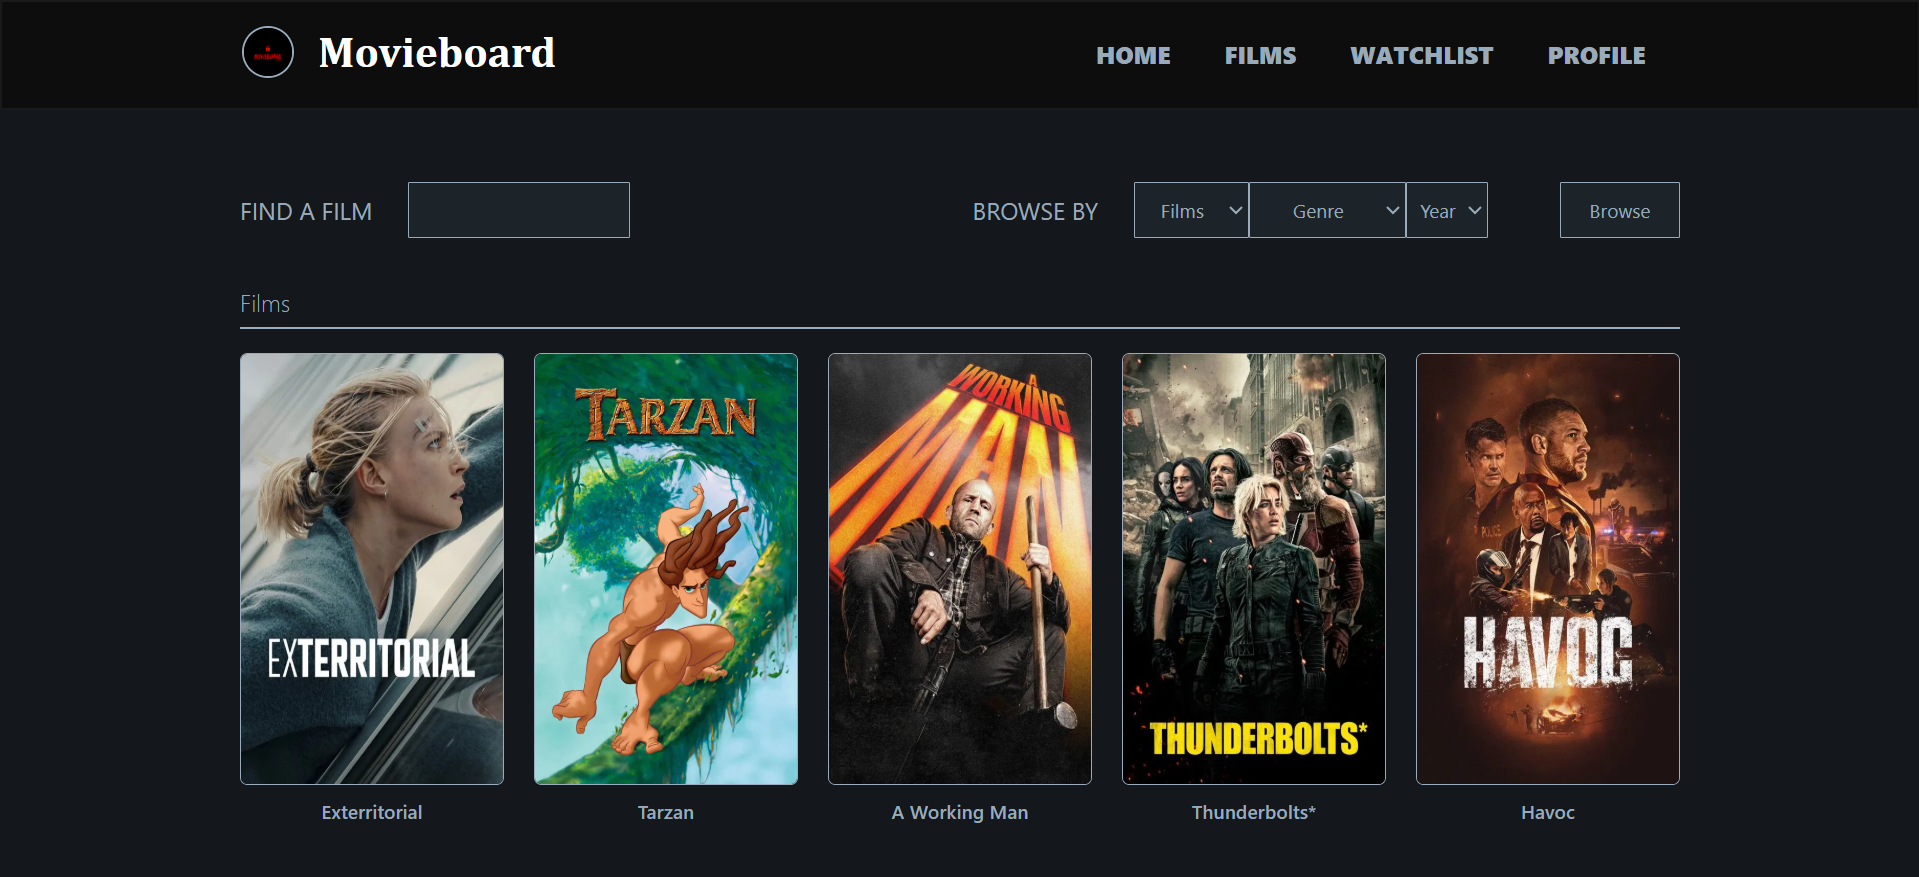 Movieboard
HOME FILMS WATCHLIST PROFILE
FIND A FILM
BROWSE BY Films Genre Year Browse
Films
EXTERRITORIAL
TARZAN
A
WORKING
MAN
THUNDERBOLTS*
POLICE
HAVOC
Exterritorial
Tarzan
A Working Man
Thunderbolts*
Havoc